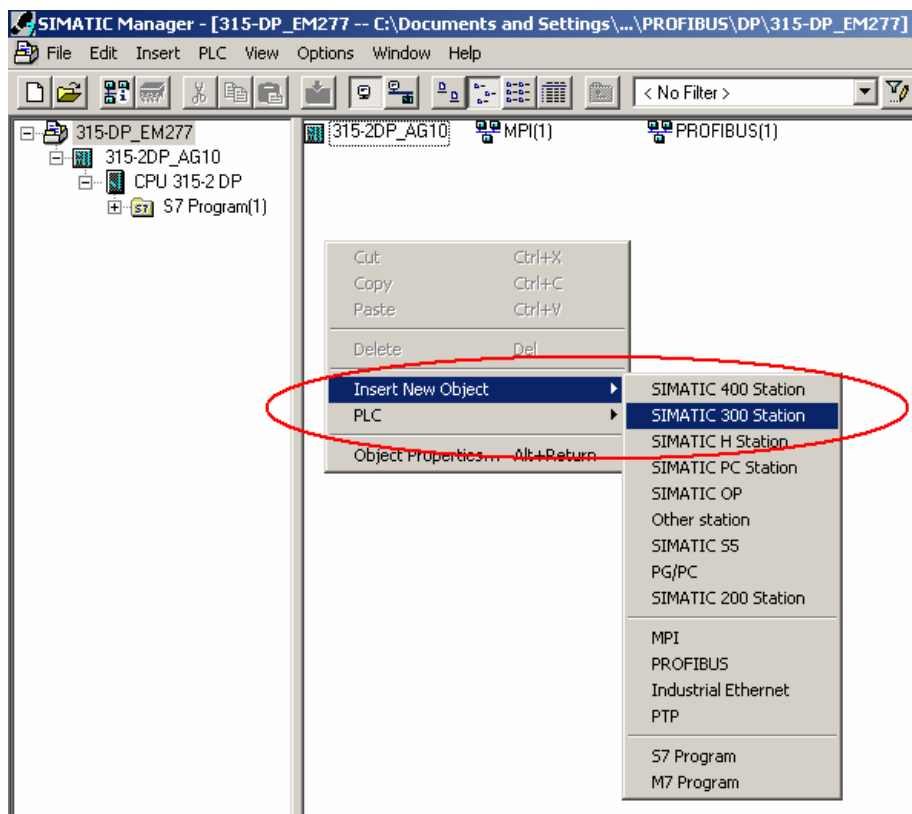 SIMATIC Manager - [315-DP_EM277 -- C:\Documents and Settings\...\PROFIBUS\DP\315-DP_EM277]
File Edit Insert PLC View Options Window Help
< No Filter >
315-DP_EM277
315-2DP_AG10
CPU 315-2 DP
S7 S7 Program(1)
315-2DP_AG10 MPI(1) PROFIBUS(1)
Cut Ctrl+X
Copy Ctrl+C
Paste Ctrl+V
Delete Del
Insert New Object
PLC
Object Properties... Alt+Return
SIMATIC 400 Station
SIMATIC 300 Station
SIMATIC H Station
SIMATIC PC Station
SIMATIC OP
Other station
SIMATIC S5
PG/PC
SIMATIC 200 Station
MPI
PROFIBUS
Industrial Ethernet
PTP
S7 Program
M7 Program